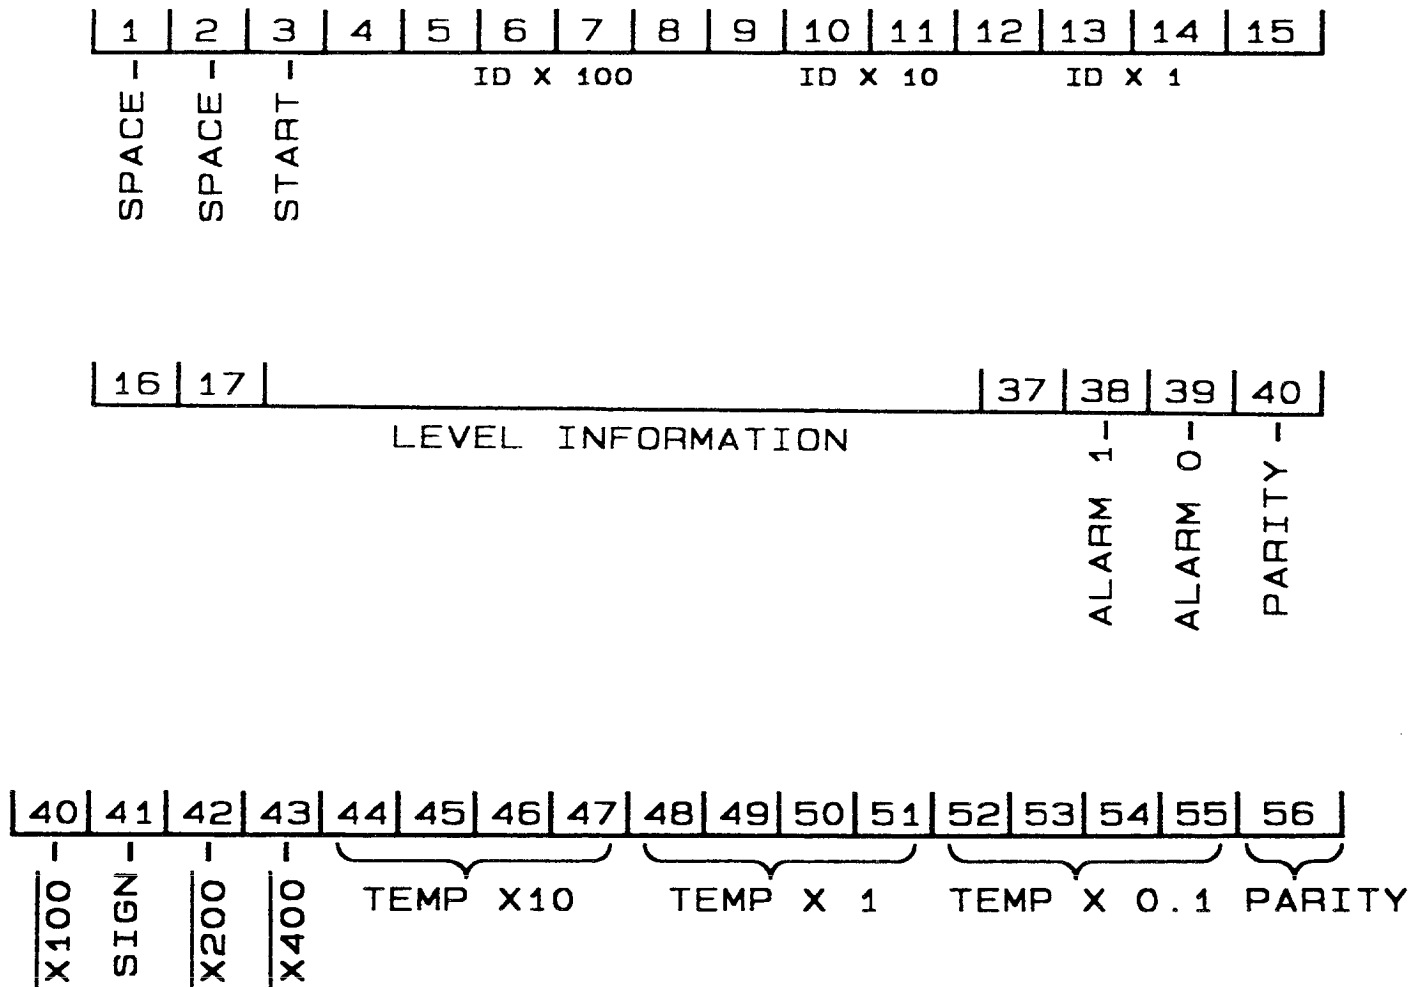 1 2 3 4 5 6 7 8 9 10 11 12 13 14 15
ID X 100 ID X 10 ID X 1
SPACE SPACE START
16 17 37 38 39 40
LEVEL INFORMATION
ALARM 1 ALARM 0 PARITY
40 41 42 43 44 45 46 47 48 49 50 51 52 53 54 55 56
X100 SIGN X200 X400 TEMP X10 TEMP X 1 TEMP X 0.1 PARITY